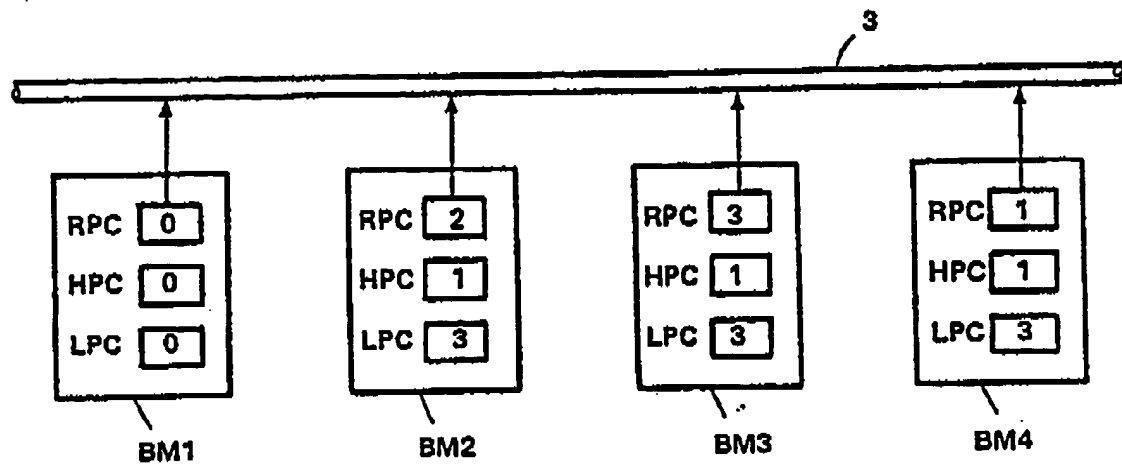 3
RPC 0
HPC 0
LPC 0
BM1
RPC 2
HPC 1
LPC 3
BM2
RPC 3
HPC 1
LPC 3
BM3
RPC 1
HPC 1
LPC 3
BM4